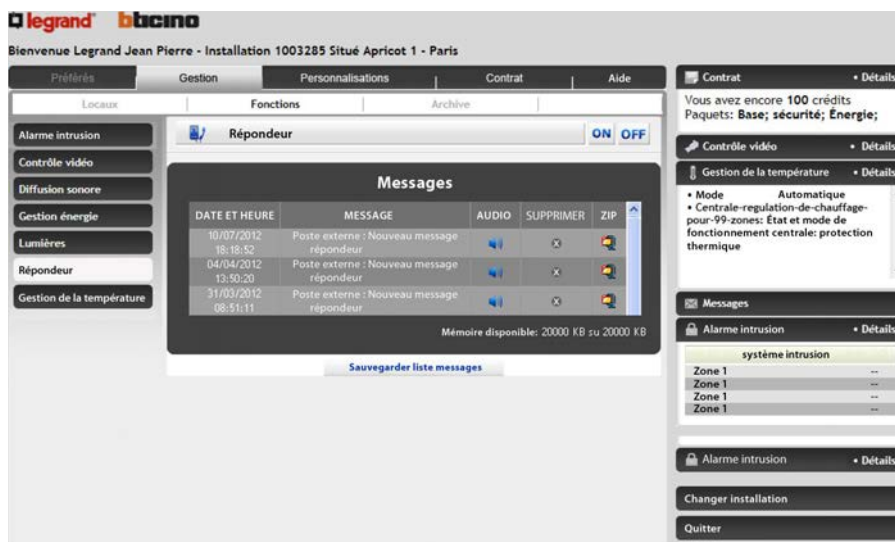 legrand bticino
Bienvenue Legrand Jean Pierre - Installation 1003285 Situé Apricot 1 - Paris
Préférés Gestion Personnalisations Contrat Aide
Locaux Fonctions Archive
Alarme intrusion
Contrôle vidéo
Diffusion sonore
Gestion énergie
Lumières
Répondeur
Gestion de la température
Répondeur ON OFF
Messages
DATE ET HEURE MESSAGE AUDIO SUPPRIMER ZIP
10/07/2012 Poste externe : Nouveau message
18:18:52 répondeur
04/04/2012 Poste externe : Nouveau message
13:50:20 répondeur
31/03/2012 Poste externe : Nouveau message
08:51:11 répondeur
Mémoire disponible: 20000 KB su 20000 KB
Sauvegarder liste messages
Contrat • Détails
Vous avez encore 100 crédits
Paquets: Base; sécurité; Énergie;
Contrôle vidéo • Détails
Gestion de la température • Détails
• Mode Automatique
• Centrale-regulation-de-chauffage-
pour-99-zones: État et mode de
fonctionnement centrale: protection
thermique
Messages
Alarme intrusion • Détails
système intrusion
Zone 1 --
Zone 1 --
Zone 1 --
Zone 1 --
Alarme intrusion • Détails
Changer installation
Quitter